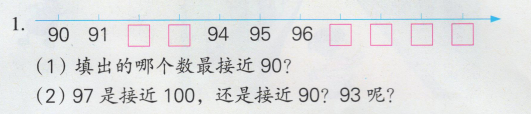 1.
90 91 □ □ 94 95 96 □ □ □ □
(1) 填出的哪个数最接近 90?
(2) 97 是接近 100, 还是接近 90? 93 呢?